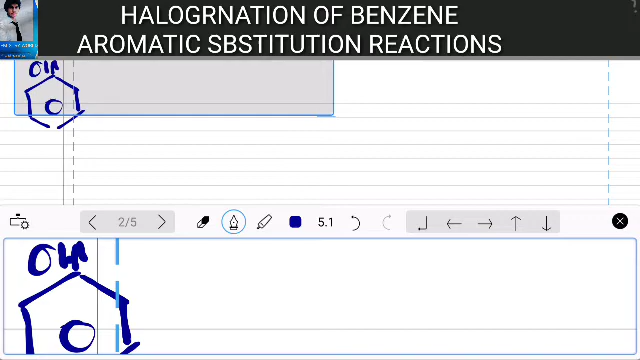 HALOGRNATION OF BENZENE
AROMATIC SBSTITUTION REACTIONS
OH
2/5
5.1
OH